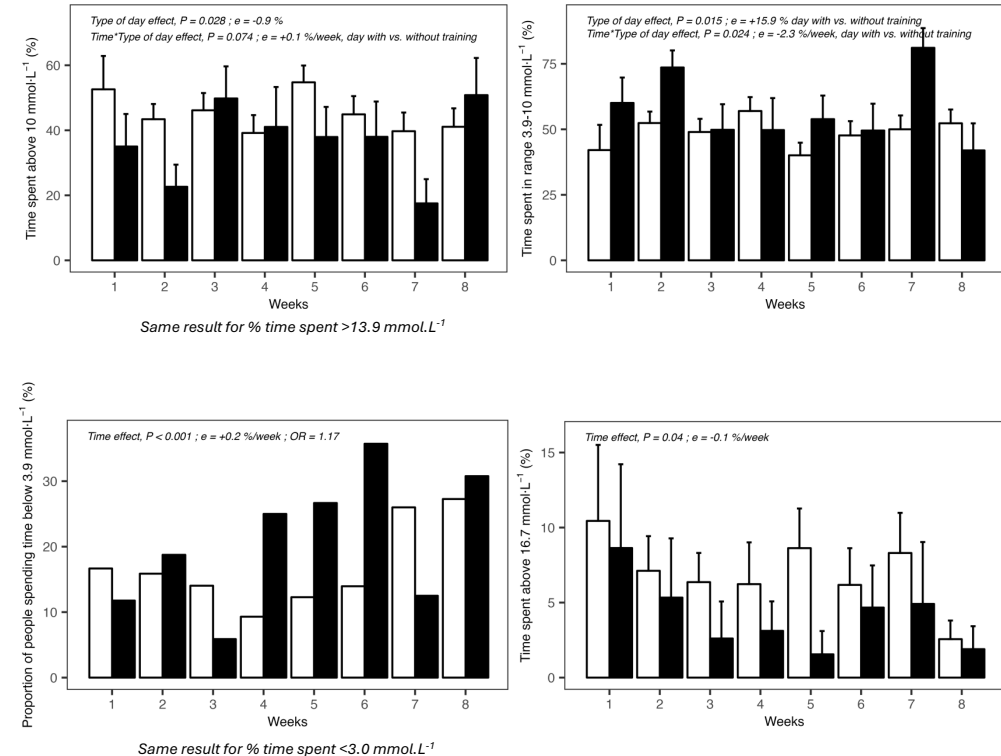 Type of day effect, P = 0.028 ; e = -0.9 %
Time*Type of day effect, P = 0.074 ; e = +0.1 %/week, day with vs. without training
Time spent above 10 mmol·L⁻¹ (%)
60
40
20
0
1 2 3 4 5 6 7 8
Weeks
Same result for % time spent >13.9 mmol.L⁻¹
Type of day effect, P = 0.015 ; e = +15.9 % day with vs. without training
Time*Type of day effect, P = 0.024 ; e = -2.3 %/week, day with vs. without training
Time spent in range 3.9-10 mmol·L⁻¹ (%)
75
50
25
0
1 2 3 4 5 6 7 8
Weeks
Time effect, P < 0.001 ; e = +0.2 %/week ; OR = 1.17
Proportion of people spending time below 3.9 mmol·L⁻¹ (%)
30
20
10
0
1 2 3 4 5 6 7 8
Weeks
Same result for % time spent <3.0 mmol.L⁻¹
Time effect, P = 0.04 ; e = -0.1 %/week
Time spent above 16.7 mmol·L⁻¹ (%)
15
10
5
0
1 2 3 4 5 6 7 8
Weeks